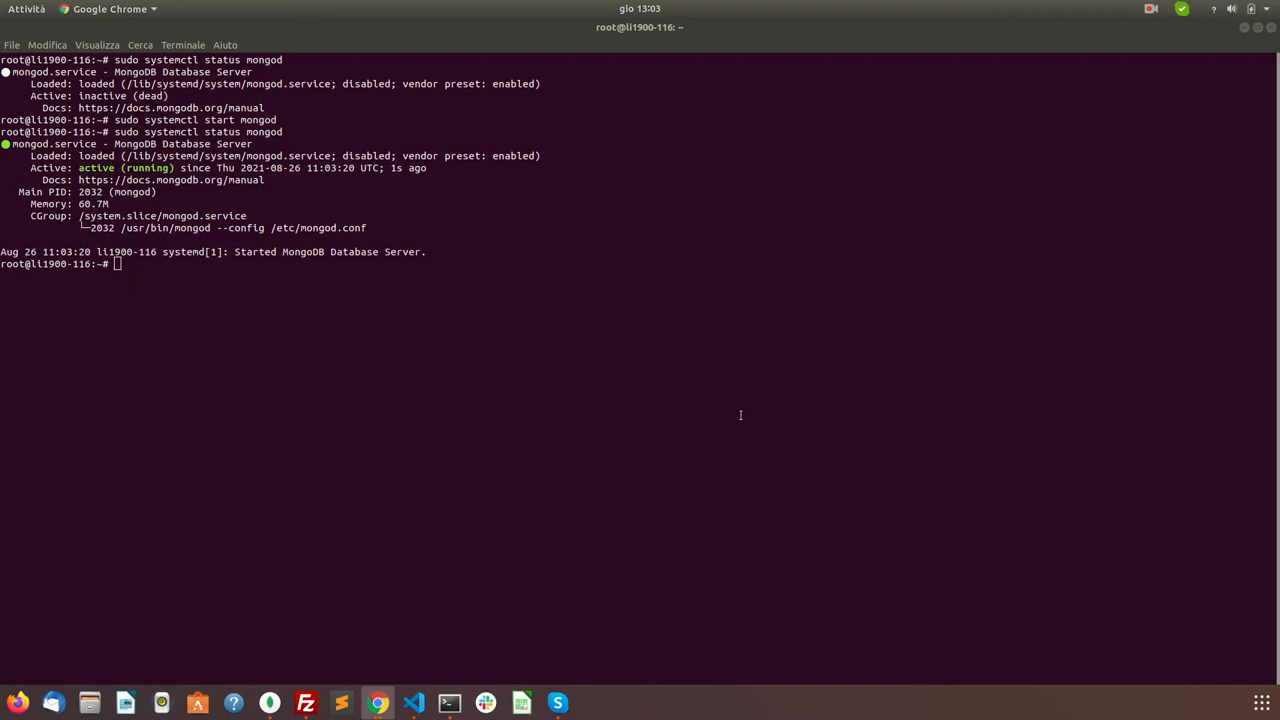 Attività Google Chrome gio 13:03 ?
root@li1900-116: ~
File Modifica Visualizza Cerca Terminale Aiuto
root@li1900-116:~# sudo systemctl status mongod
mongod.service - MongoDB Database Server
Loaded: loaded (/lib/systemd/system/mongod.service; disabled; vendor preset: enabled)
Active: inactive (dead)
Docs: https://docs.mongodb.org/manual
root@li1900-116:~# sudo systemctl start mongod
root@li1900-116:~# sudo systemctl status mongod
mongod.service - MongoDB Database Server
Loaded: loaded (/lib/systemd/system/mongod.service; disabled; vendor preset: enabled)
Active: active (running) since Thu 2021-08-26 11:03:20 UTC; 1s ago
Docs: https://docs.mongodb.org/manual
Main PID: 2032 (mongod)
Memory: 60.7M
CGroup: /system.slice/mongod.service
└─2032 /usr/bin/mongod --config /etc/mongod.conf
Aug 26 11:03:20 li1900-116 systemd[1]: Started MongoDB Database Server.
root@li1900-116:~#